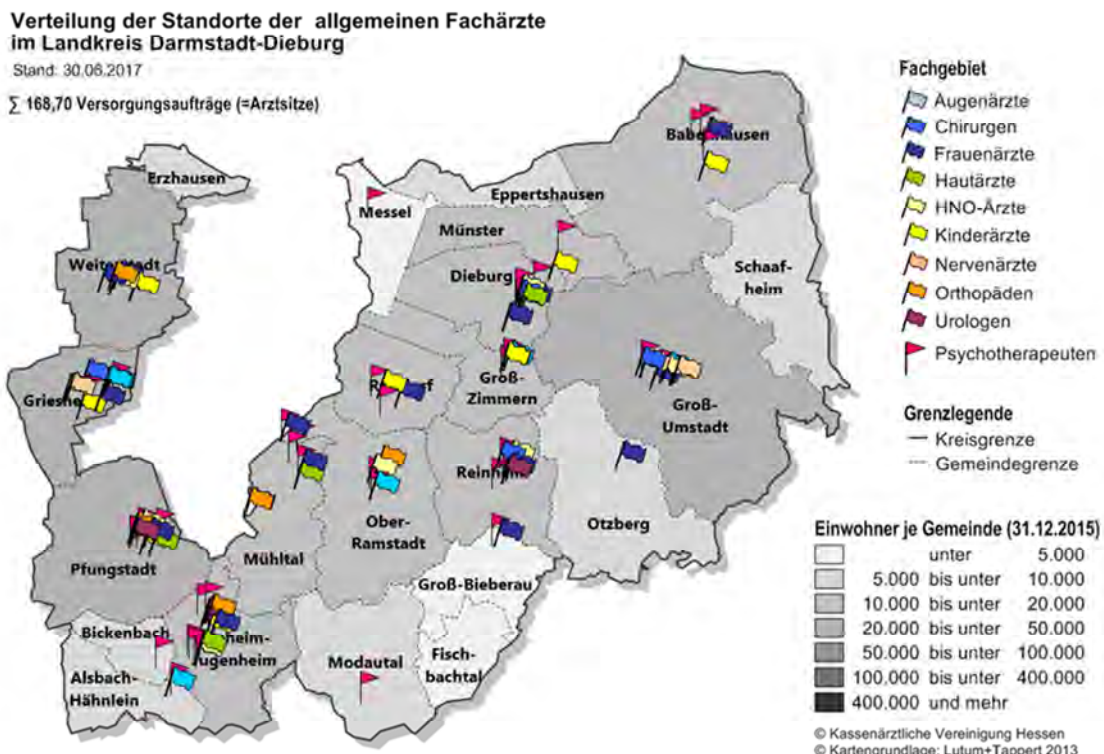 Verteilung der Standorte der allgemeinen Fachärzte
im Landkreis Darmstadt-Dieburg
Stand: 30.06.2017
∑ 168,70 Versorgungsaufträge (=Arztsitze)
Fachgebiet
Augenärzte
Chirurgen
Frauenärzte
Hautärzte
HNO-Ärzte
Kinderärzte
Nervenärzte
Orthopäden
Urologen
Psychotherapeuten
Grenzlegende
Kreisgrenze
Gemeindegrenze
Einwohner je Gemeinde (31.12.2015)
unter 5.000
5.000 bis unter 10.000
10.000 bis unter 20.000
20.000 bis unter 50.000
50.000 bis unter 100.000
100.000 bis unter 400.000
400.000 und mehr
© Kassenärztliche Vereinigung Hessen
© Kartengrundlage: Lutum+Tappert 2013
Erzhausen
Messel
Eppertshausen
Münster
Dieburg
Schaaf-
heim
Groß-
Zimmern
Groß-
Umstadt
Otzberg
Ober-
Ramstadt
Mühltal
Pfungstadt
Groß-Bieberau
Bickenbach
Alsbach-
Hähnlein
Modautal
Fisch-
bachtal